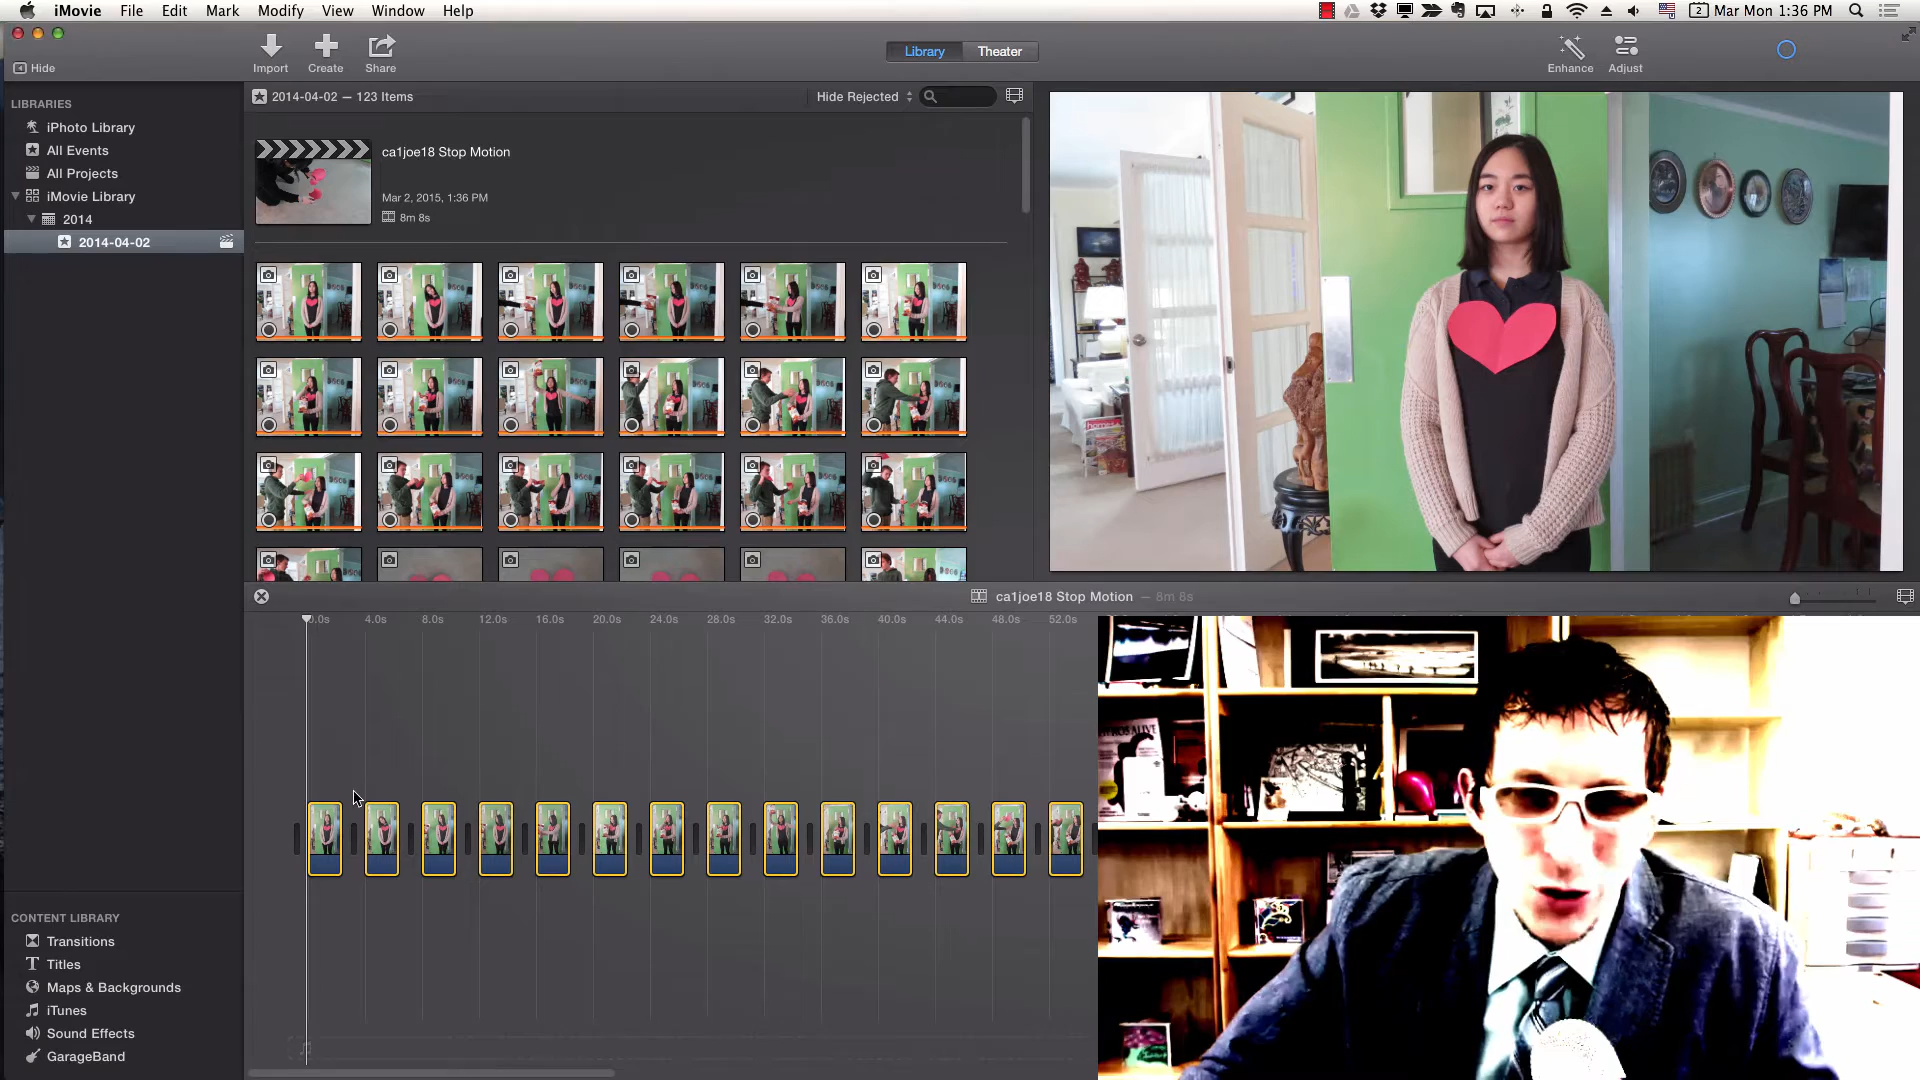 iMovie File Edit Mark Modify View Window Help
2 Mar Mon 1:36 PM
Hide
Import Create Share
Library Theater
Enhance Adjust
LIBRARIES
iPhoto Library
All Events
All Projects
iMovie Library
2014
2014-04-02
2014-04-02 — 123 Items
Hide Rejected
ca1joe18 Stop Motion
Mar 2, 2015, 1:36 PM
8m 8s
ca1joe18 Stop Motion — 8m 8s
0.0s 4.0s 8.0s 12.0s 16.0s 20.0s 24.0s 28.0s 32.0s 36.0s 40.0s 44.0s 48.0s 52.0s
CONTENT LIBRARY
Transitions
Titles
Maps & Backgrounds
iTunes
Sound Effects
GarageBand